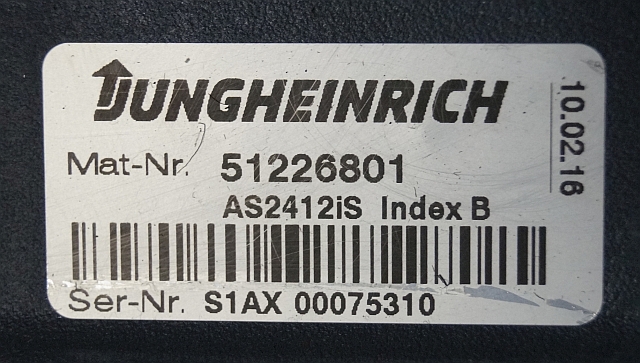 JUNGHEINRICH
Mat-Nr. 51226801
AS2412iS Index B
Ser-Nr. S1AX 00075310
10.02.16